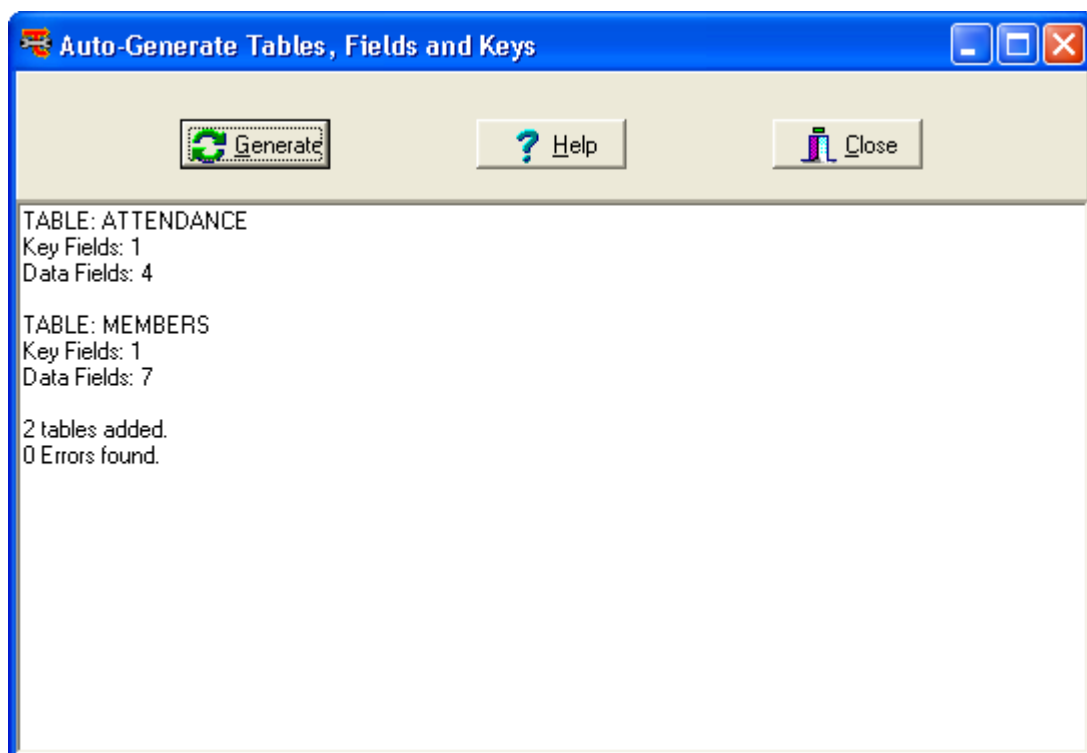 Auto-Generate Tables, Fields and Keys
Generate
Help
Close
TABLE: ATTENDANCE
Key Fields: 1
Data Fields: 4
TABLE: MEMBERS
Key Fields: 1
Data Fields: 7
2 tables added.
0 Errors found.